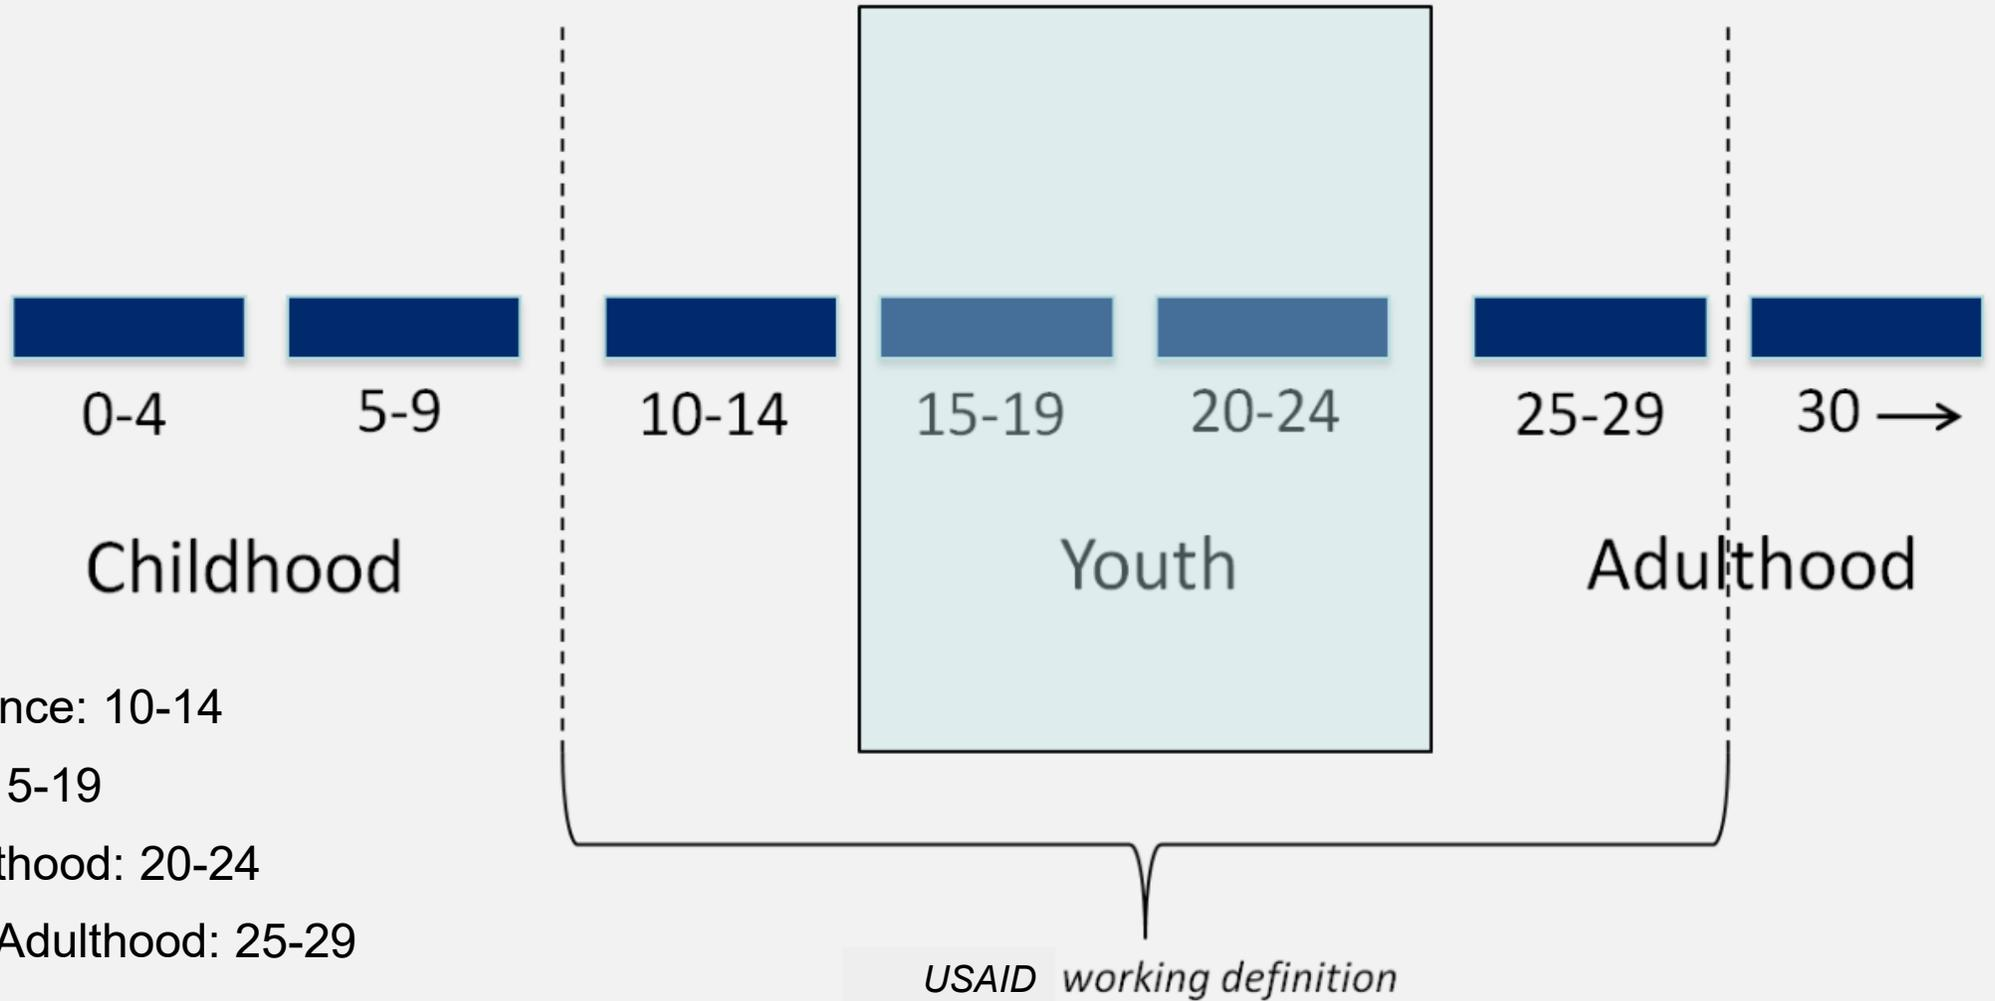 0-4 5-9 10-14 15-19 20-24 25-29 30 →
Childhood Youth Adulthood
nce: 10-14
5-19
thood: 20-24
Adulthood: 25-29
USAID working definition